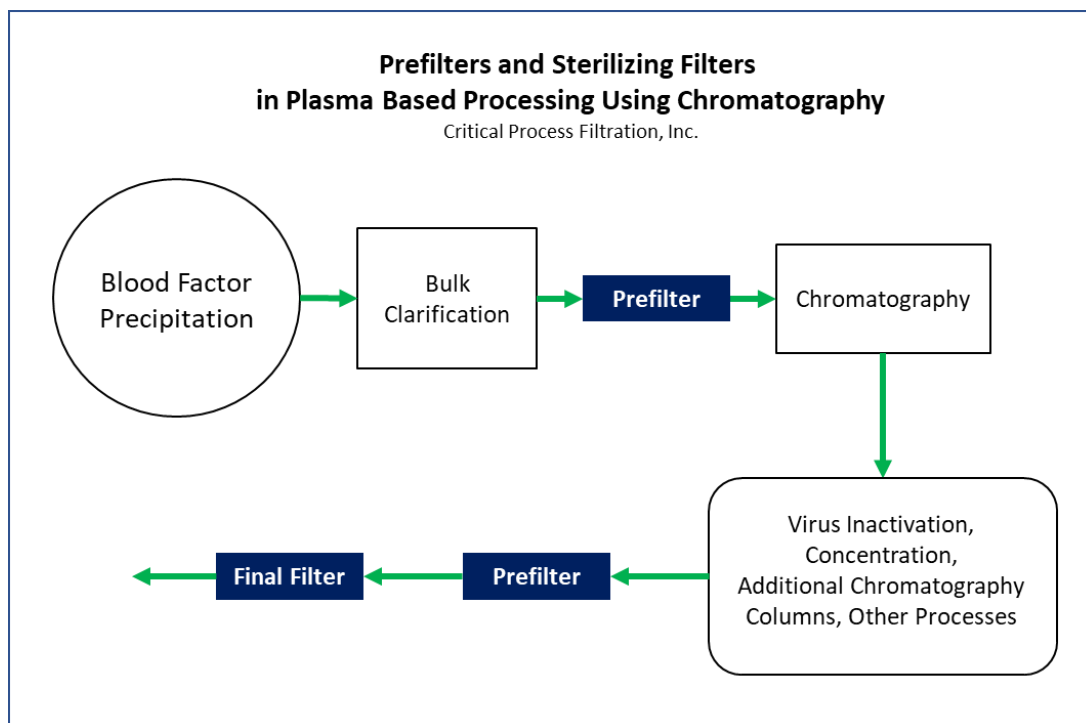 Prefilters and Sterilizing Filters
in Plasma Based Processing Using Chromatography
Critical Process Filtration, Inc.
Blood Factor
Precipitation
Bulk
Clarification
Prefilter
Chromatography
Virus Inactivation,
Concentration,
Additional Chromatography
Columns, Other Processes
Prefilter
Final Filter